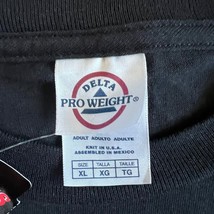 DELTA
PRO WEIGHT®
ADULT ADULTO ADULTE
KNIT IN U.S.A.
ASSEMBLED IN MEXICO
SIZE TALLA TAILLE
XL XG TG